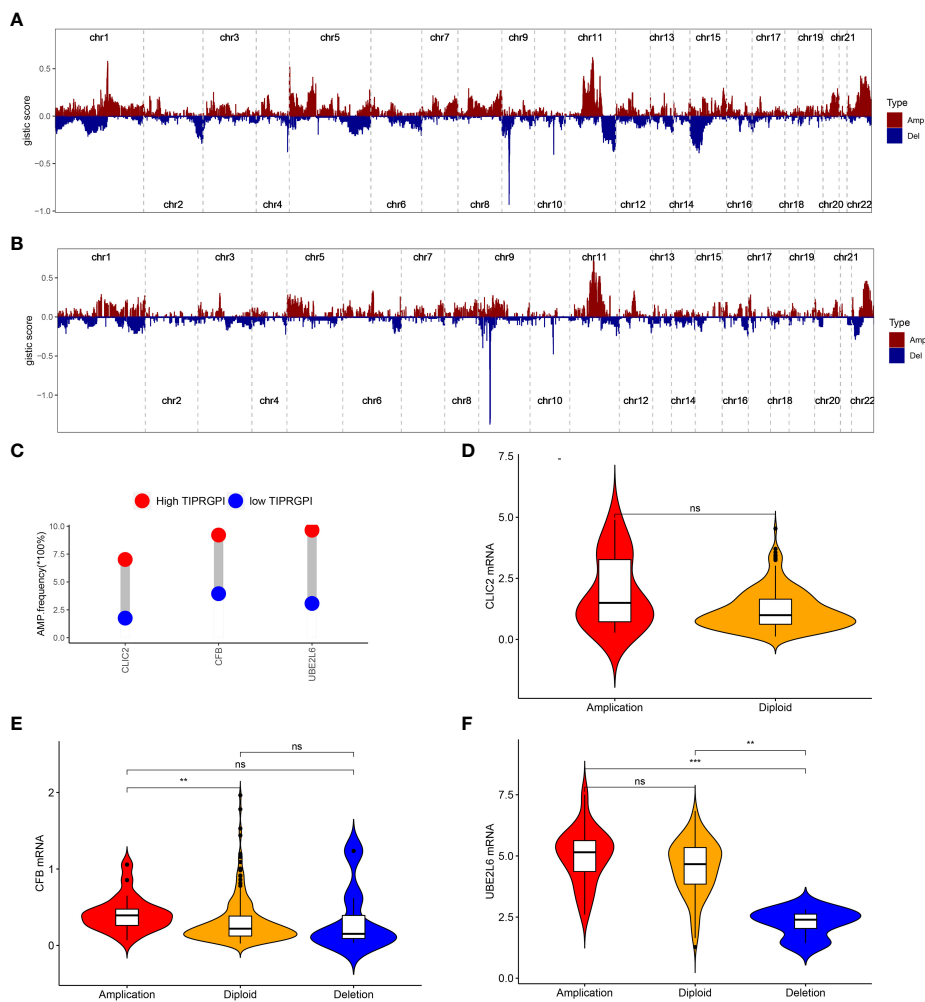 A
chr1 chr3 chr5 chr7 chr9 chr11 chr13 chr15 chr17 chr19 chr21
0.5
0.0
−0.5
−1.0
gistic score
chr2 chr4 chr6 chr8 chr10 chr12 chr14 chr16 chr18 chr20 chr22
Type
Amp
Del
B
chr1 chr3 chr5 chr7 chr9 chr11 chr13 chr15 chr17 chr19 chr21
0.5
0.0
−0.5
−1.0
gistic score
chr2 chr4 chr6 chr8 chr10 chr12 chr14 chr16 chr18 chr20 chr22
Type
Amp
Del
C
High TIPRGPI low TIPRGPI
10.0
7.5
5.0
2.5
0.0
AMP.frequency(*100%)
CLIC2 CFB UBE2L6
D
7.5
5.0
2.5
0.0
CLIC2 mRNA
-
ns
Amplication Diploid
E
2
1
0
CFB mRNA
ns
ns
**
Amplication Diploid Deletion
F
7.5
5.0
2.5
0.0
UBE2L6 mRNA
**
***
ns
Amplication Diploid Deletion